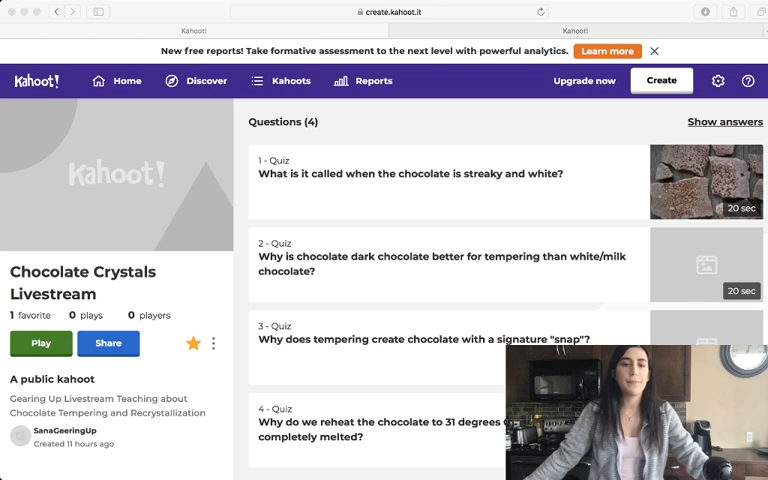 create.kahoot.it
Kahoot!
Kahoot!
New free reports! Take formative assessment to the next level with powerful analytics.
Learn more
Kahoot!
Home
Discover
Kahoots
Reports
Upgrade now
Create
Kahoot!
Chocolate Crystals
Livestream
1 favorite 0 plays 0 players
Play
Share
A public kahoot
Gearing Up Livestream Teaching about
Chocolate Tempering and Recrystallization
SanaGeeringUp
Created 11 hours ago
Questions (4)
Show answers
1 - Quiz
What is it called when the chocolate is streaky and white?
20 sec
2 - Quiz
Why is chocolate dark chocolate better for tempering than white/milk
chocolate?
20 sec
3 - Quiz
Why does tempering create chocolate with a signature "snap"?
4 - Quiz
Why do we reheat the chocolate to 31 degrees
completely melted?